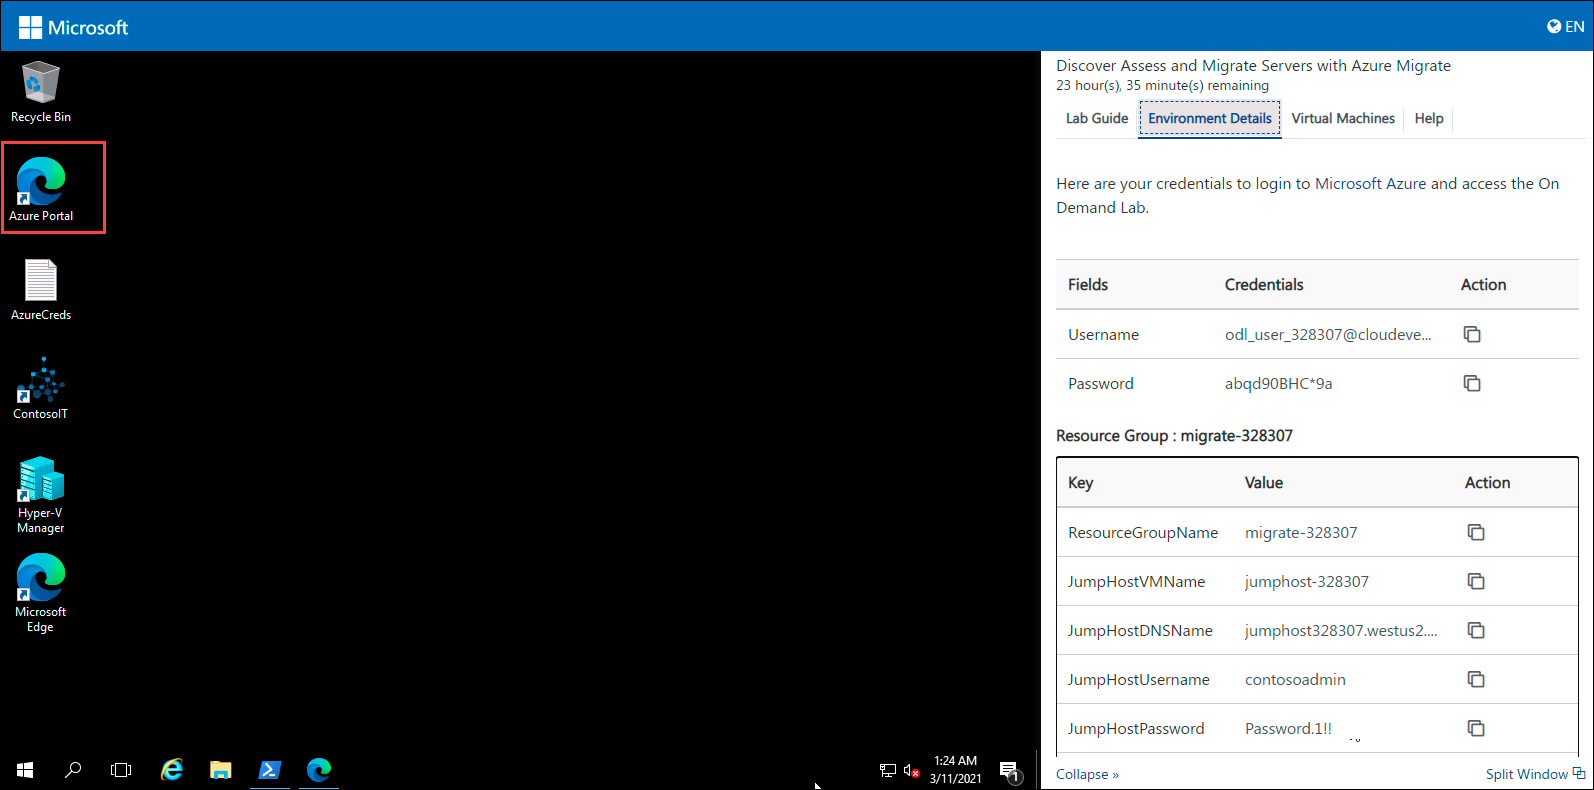 Microsoft
EN
Recycle Bin
Azure Portal
AzureCreds
ContosoIT
Hyper-V
Manager
Microsoft
Edge
1:24 AM
3/11/2021
1
Discover Assess and Migrate Servers with Azure Migrate
23 hour(s), 35 minute(s) remaining
Lab Guide Environment Details Virtual Machines Help
Here are your credentials to login to Microsoft Azure and access the On
Demand Lab.
Fields Credentials Action
Username odl_user_328307@cloudeve...
Password abqd90BHC*9a
Resource Group : migrate-328307
Key Value Action
ResourceGroupName migrate-328307
JumpHostVMName jumphost-328307
JumpHostDNSName jumphost328307.westus2....
JumpHostUsername contosoadmin
JumpHostPassword Password.1!!
Collapse »
Split Window